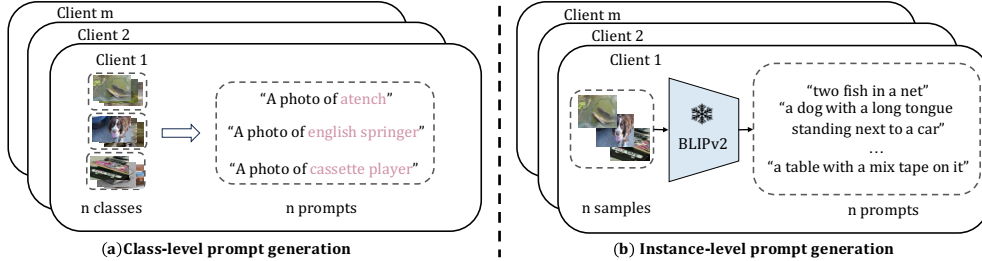 Client m
Client 2
Client 1
“A photo of atench”
“A photo of english springer”
“A photo of cassette player”
n classes
n prompts
(a)Class-level prompt generation
Client m
Client 2
Client 1
BLIPv2
“two fish in a net”
“a dog with a long tongue
standing next to a car”
...
“a table with a mix tape on it”
n samples
n prompts
(b) Instance-level prompt generation